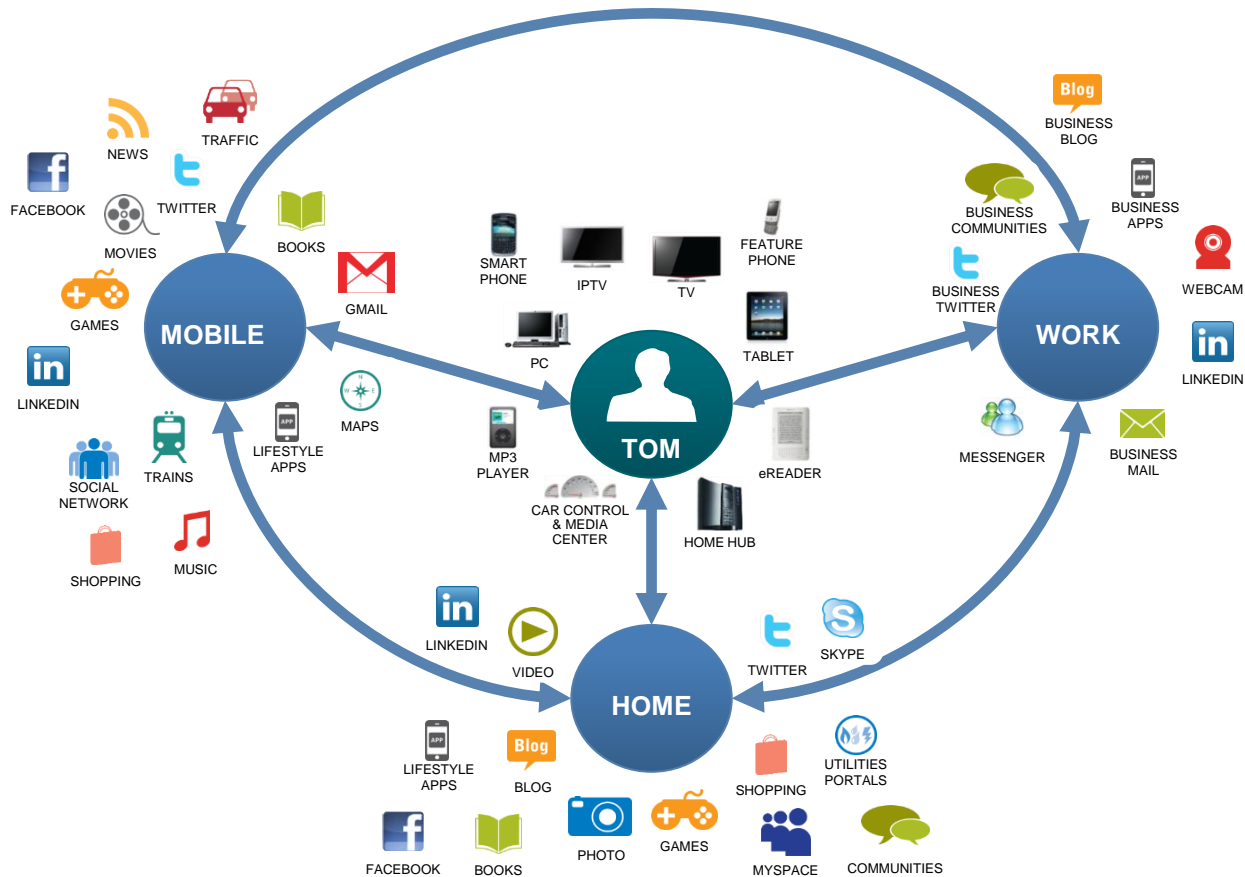 Blog
BUSINESS
BLOG
TRAFFIC
NEWS
FACEBOOK
TWITTER
MOVIES
BOOKS
GMAIL
GAMES
MOBILE
LINKEDIN
MAPS
APP
LIFESTYLE
APPS
TRAINS
SOCIAL
NETWORK
SHOPPING
MUSIC
SMART
PHONE
IPTV
TV
FEATURE
PHONE
PC
TABLET
TOM
MP3
PLAYER
eREADER
CAR CONTROL
& MEDIA
CENTER
HOME HUB
BUSINESS
COMMUNITIES
APP
BUSINESS
APPS
BUSINESS
TWITTER
WEBCAM
WORK
LINKEDIN
MESSENGER
BUSINESS
MAIL
LINKEDIN
VIDEO
TWITTER
SKYPE
HOME
APP
LIFESTYLE
APPS
Blog
BLOG
SHOPPING
UTILITIES
PORTALS
FACEBOOK
BOOKS
PHOTO
GAMES
MYSPACE
COMMUNITIES